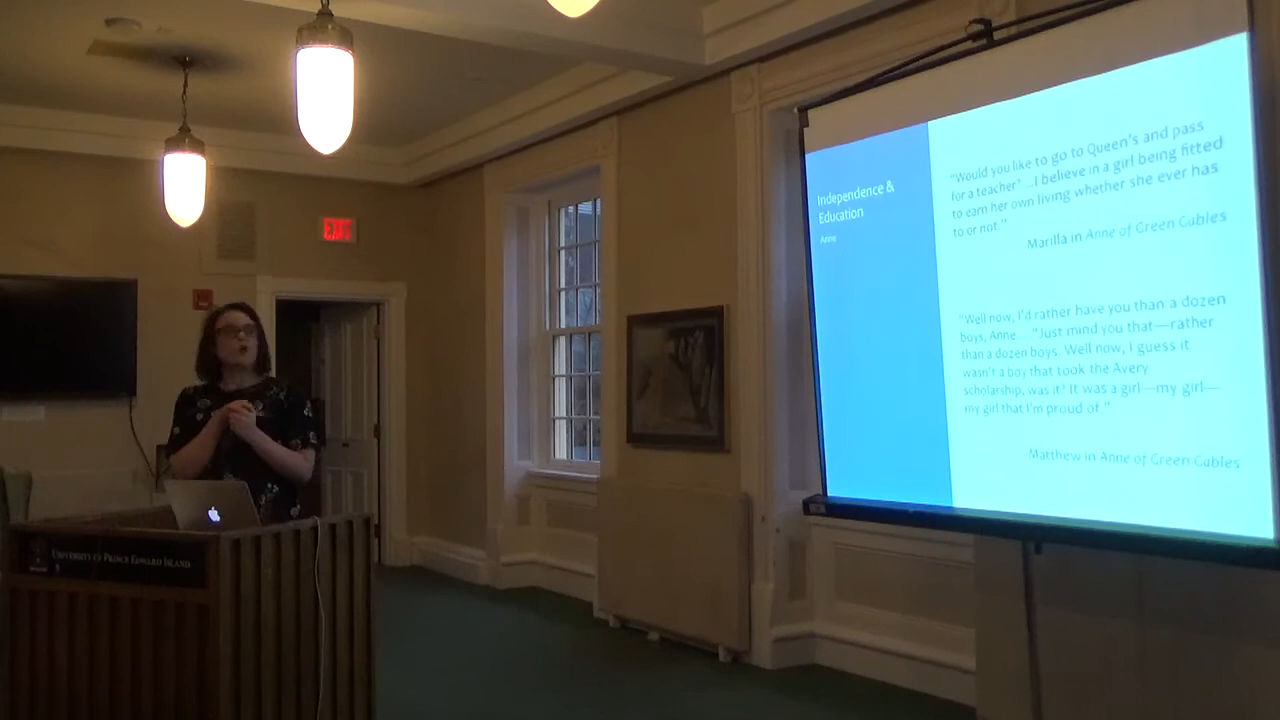 EXIT
UNIVERSITY OF PRINCE EDWARD ISLAND
Independence &
Education
Anne
"Would you like to go to Queen's and pass
for a teacher? ...I believe in a girl being fitted
to earn her own living whether she ever has
to or not."
Marilla in Anne of Green Gables
"Well now, I'd rather have you than a dozen
boys, Anne... "Just mind you that—rather
than a dozen boys. Well now, I guess it
wasn't a boy that took the Avery
scholarship, was it? It was a girl—my girl—
my girl that I'm proud of."
Matthew in Anne of Green Gables